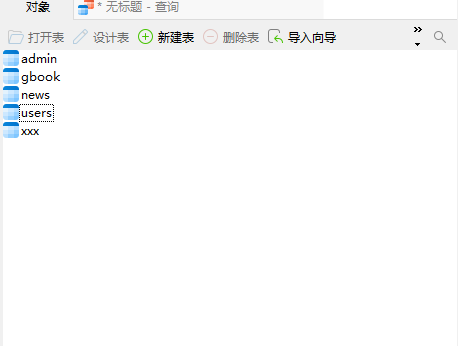 对象 * 无标题 - 查询
打开表 设计表 新建表 删除表 导入向导 »
admin
gbook
news
users
xxx